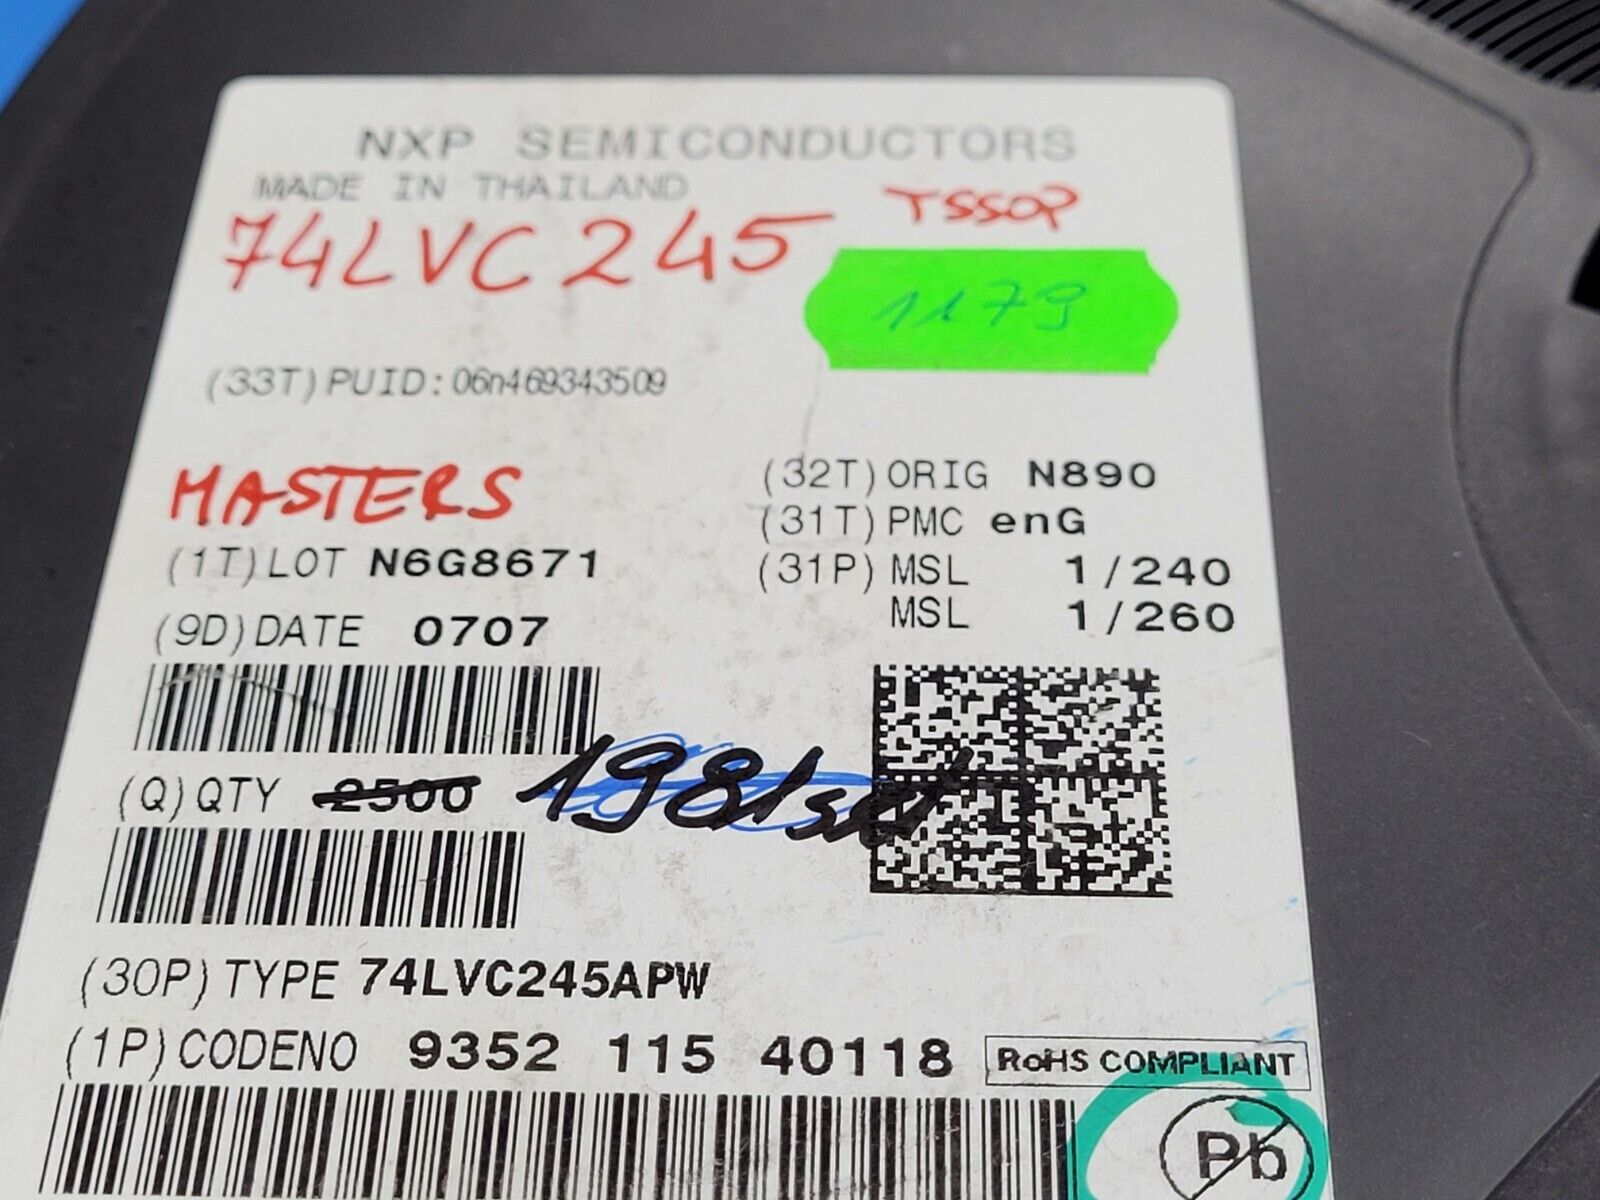 NXP SEMICONDUCTORS
MADE IN THAILAND
TSSOP
74LVC245
1179
(33T) PUID: 06n469343509
MASTERS
(32T) ORIG N890
(31T) PMC enG
(1T) LOT N6G8671
(31P) MSL 1/240
MSL 1/260
(9D) DATE 0707
(Q) QTY 2500 1981
(30P) TYPE 74LVC245APW
(1P) CODENO 9352 115 40118
RoHS COMPLIANT
Pb